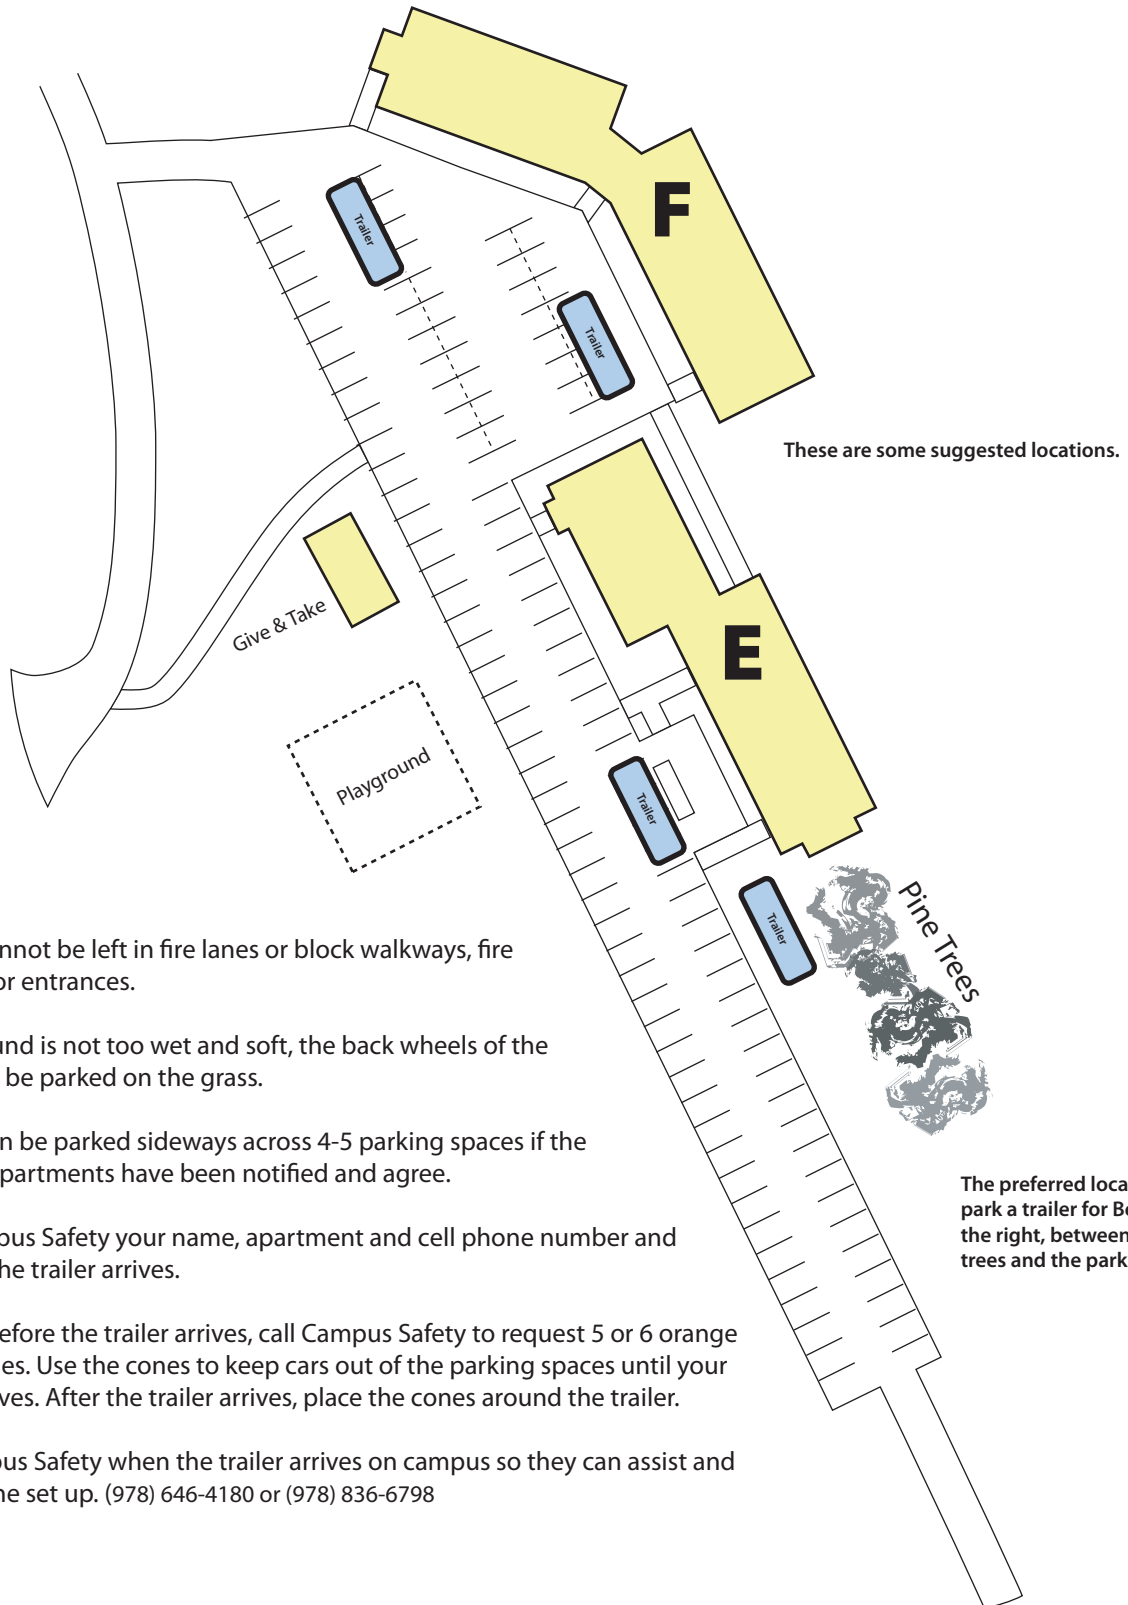 F
Trailer
Trailer
These are some suggested locations.
Give & Take
E
Playground
Trailer
Trailer
Pine Trees
nnot be left in fire lanes or block walkways, fire
or entrances.
und is not too wet and soft, the back wheels of the
be parked on the grass.
n be parked sideways across 4-5 parking spaces if the
partments have been notified and agree.
pus Safety your name, apartment and cell phone number and
he trailer arrives.
efore the trailer arrives, call Campus Safety to request 5 or 6 orange
es. Use the cones to keep cars out of the parking spaces until your
ves. After the trailer arrives, place the cones around the trailer.
pus Safety when the trailer arrives on campus so they can assist and
he set up. (978) 646-4180 or (978) 836-6798
The preferred loca
park a trailer for B
the right, between
trees and the park